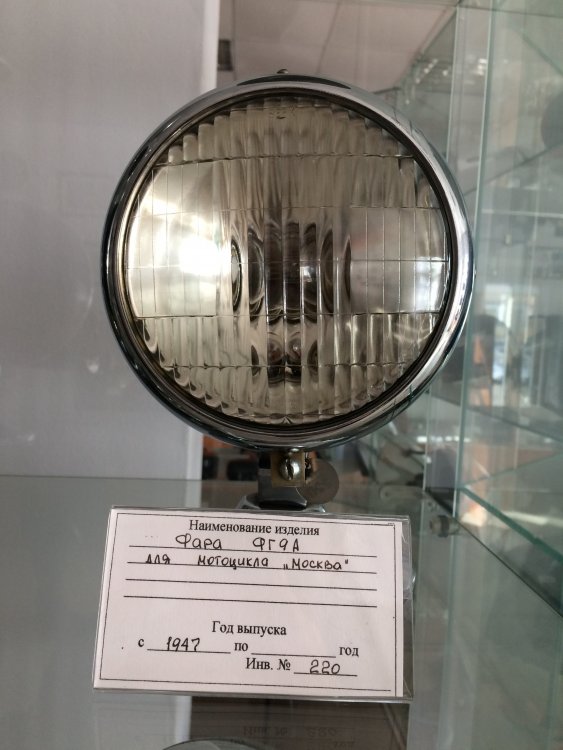 Наименование изделия
Фара ФГ9А
для мотоцикла „Москва"
Год выпуска
с 1947 по год
Инв. № 220